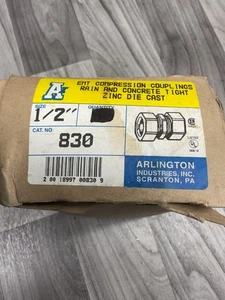 A
EMT COMPRESSION COUPLINGS
RAIN AND CONCRETE TIGHT
ZINC DIE CAST
SIZE
QUANTITY
1/2"
CAT. NO.
830
UL
ARLINGTON
INDUSTRIES, INC.
SCRANTON, PA
2 00 18997 00830 9